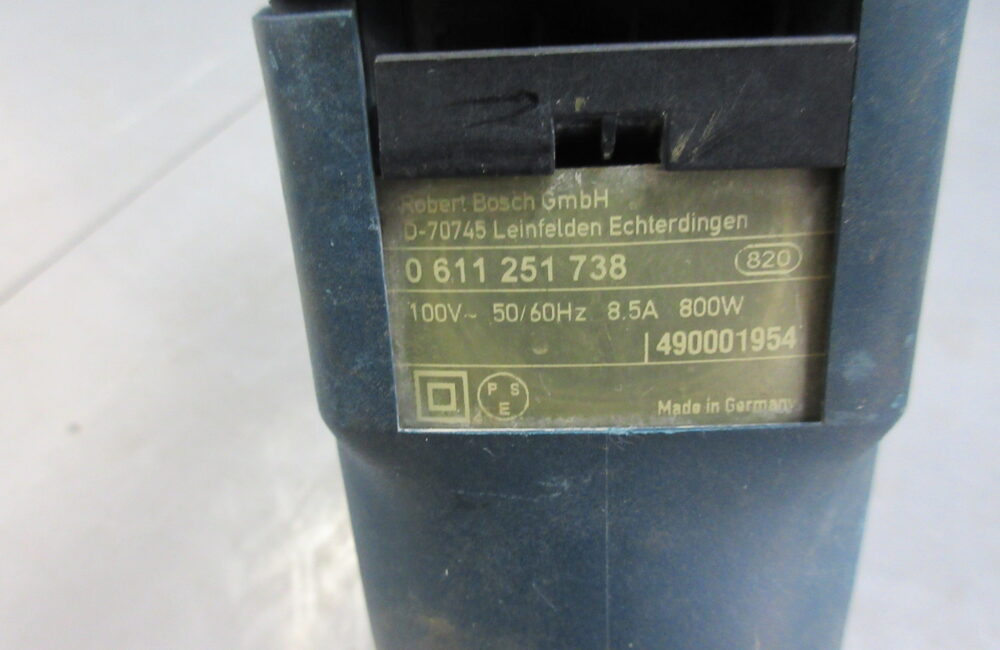 Robert Bosch GmbH
D-70745 Leinfelden Echterdingen
0 611 251 738 820
100V~ 50/60Hz 8.5A 800W
490001954
PSE Made in Germany